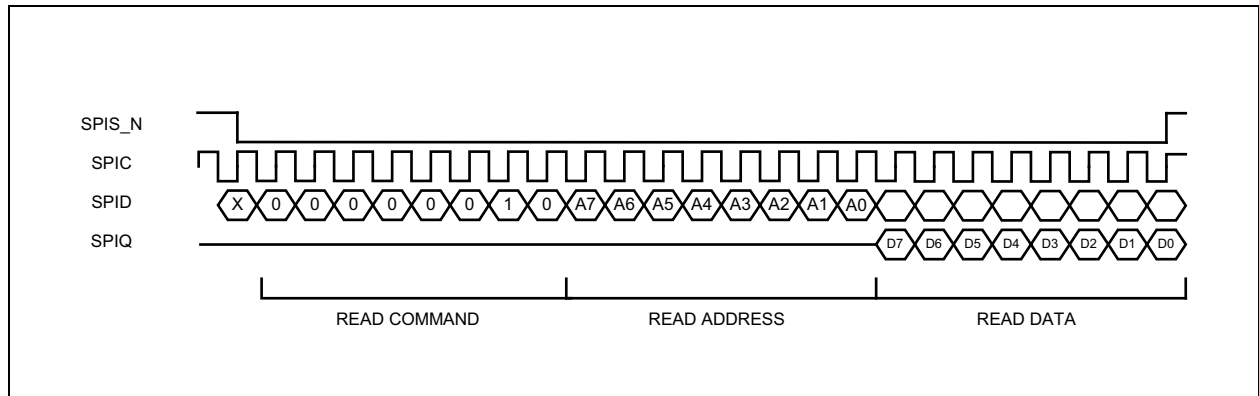 SPIS_N
SPIC
SPID X 0 0 0 0 0 0 1 0 A7 A6 A5 A4 A3 A2 A1 A0
SPIQ D7 D6 D5 D4 D3 D2 D1 D0
READ COMMAND READ ADDRESS READ DATA